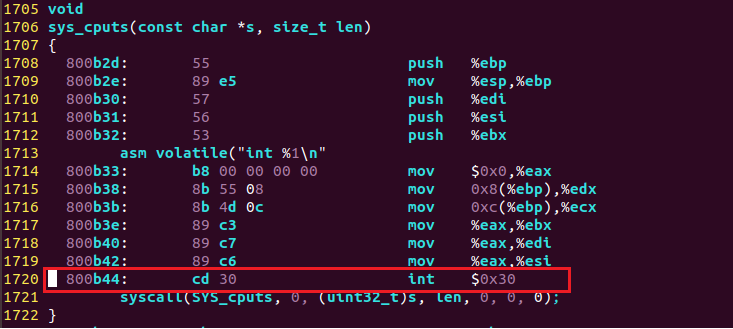 1705 void
1706 sys_cputs(const char *s, size_t len)
1707 {
1708   800b2d:       55                      push   %ebp
1709   800b2e:       89 e5                   mov    %esp,%ebp
1710   800b30:       57                      push   %edi
1711   800b31:       56                      push   %esi
1712   800b32:       53                      push   %ebx
1713         asm volatile("int %1\n"
1714   800b33:       b8 00 00 00 00          mov    $0x0,%eax
1715   800b38:       8b 55 08                mov    0x8(%ebp),%edx
1716   800b3b:       8b 4d 0c                mov    0xc(%ebp),%ecx
1717   800b3e:       89 c3                   mov    %eax,%ebx
1718   800b40:       89 c7                   mov    %eax,%edi
1719   800b42:       89 c6                   mov    %eax,%esi
1720   800b44:       cd 30                   int    $0x30
1721         syscall(SYS_cputs, 0, (uint32_t)s, len, 0, 0, 0);
1722 }